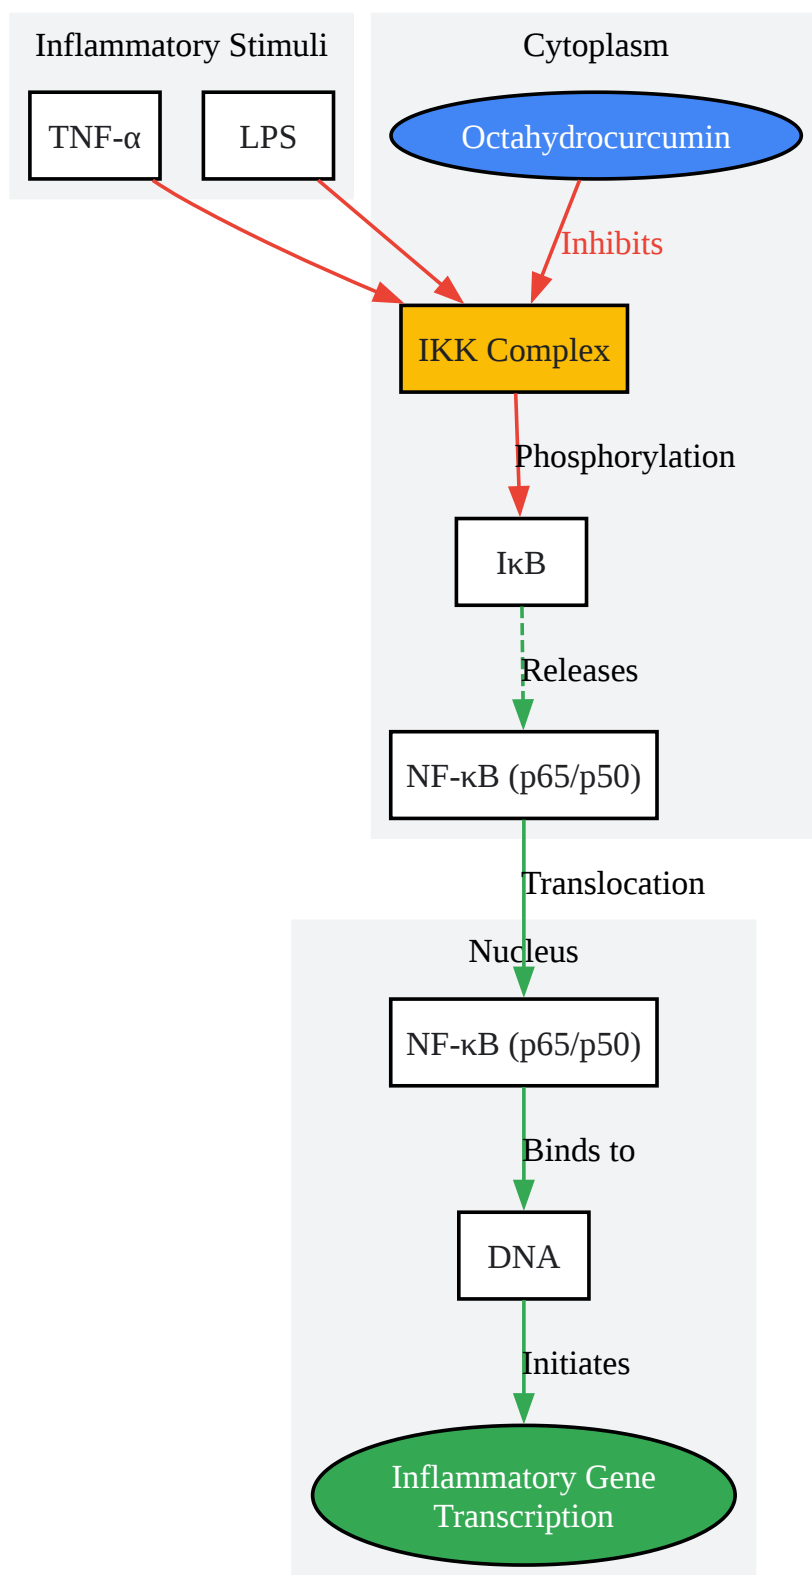 Inflammatory Stimuli
Cytoplasm
TNF-α
LPS
Octahydrocurcumin
Inhibits
IKK Complex
Phosphorylation
IκB
Releases
NF-κB (p65/p50)
Translocation
Nucleus
NF-κB (p65/p50)
Binds to
DNA
Initiates
Inflammatory Gene
Transcription